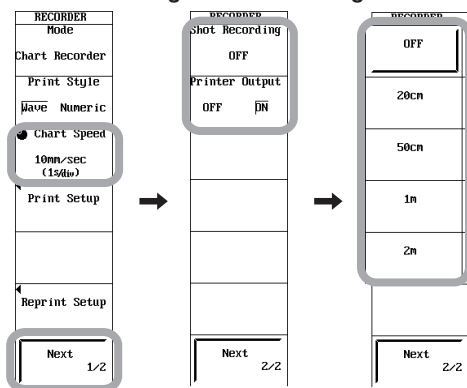 RECORDER
Mode
Chart Recorder
Print Style
Wave Numeric
Chart Speed
10mm/sec
(1s/div)
Print Setup
Reprint Setup
Next
1/2
RECORDER
Shot Recording
OFF
Printer Output
OFF ON
Next
2/2
RECORDER
OFF
20cm
50cm
1m
2m
Next
2/2